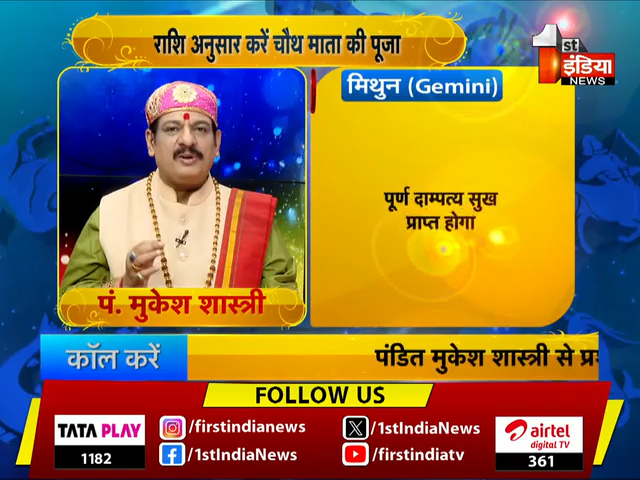 राशि अनुसार करें चौथ माता की पूजा
1st
इंडिया
NEWS
मिथुन (Gemini)
पूर्ण दाम्पत्य सुख
प्राप्त होगा
पं. मुकेश शास्त्री
कॉल करें
पंडित मुकेश शास्त्री से
FOLLOW US
TATA PLAY
1182
/firstindianews
/1stIndiaNews
/1stIndiaNews
/firstindiatv
airtel
digital TV
361